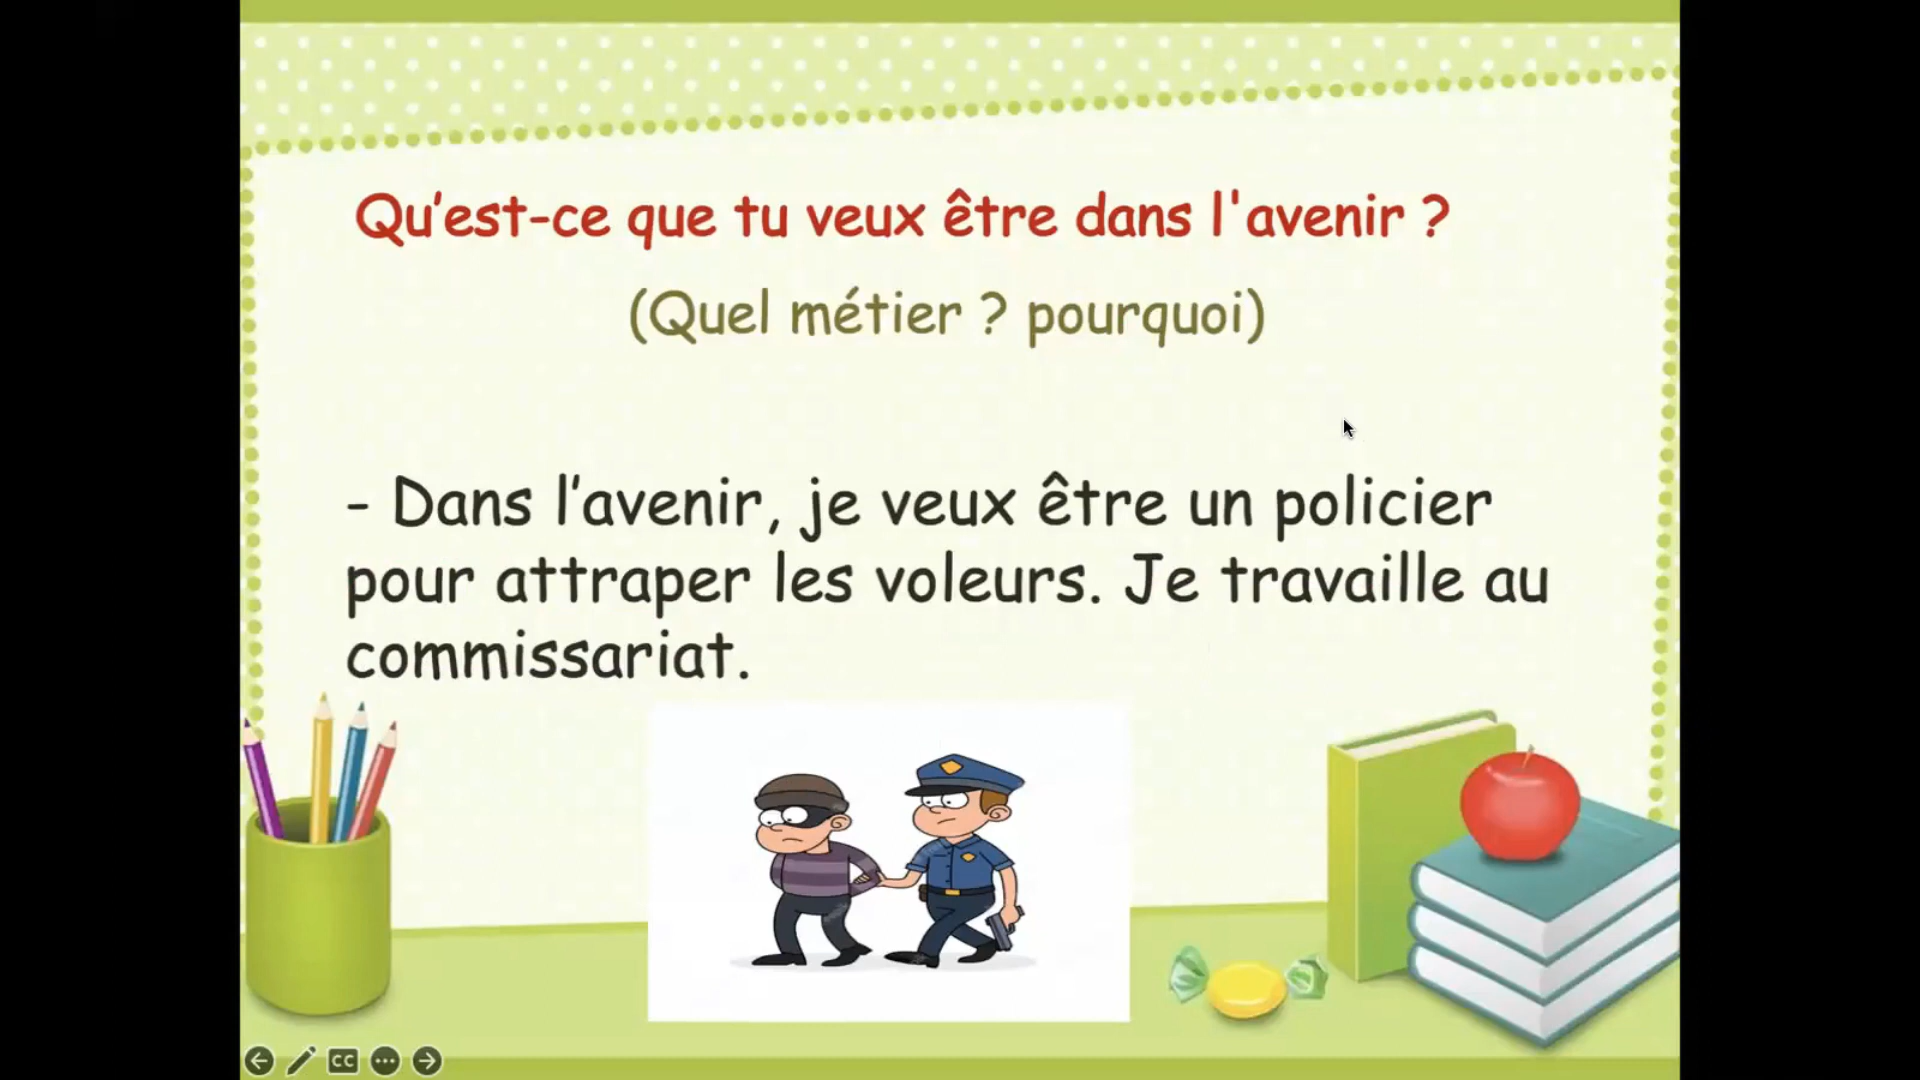 Qu'est-ce que tu veux être dans l'avenir ?
(Quel métier ? pourquoi)
- Dans l'avenir, je veux être un policier
pour attraper les voleurs. Je travaille au
commissariat.
CC